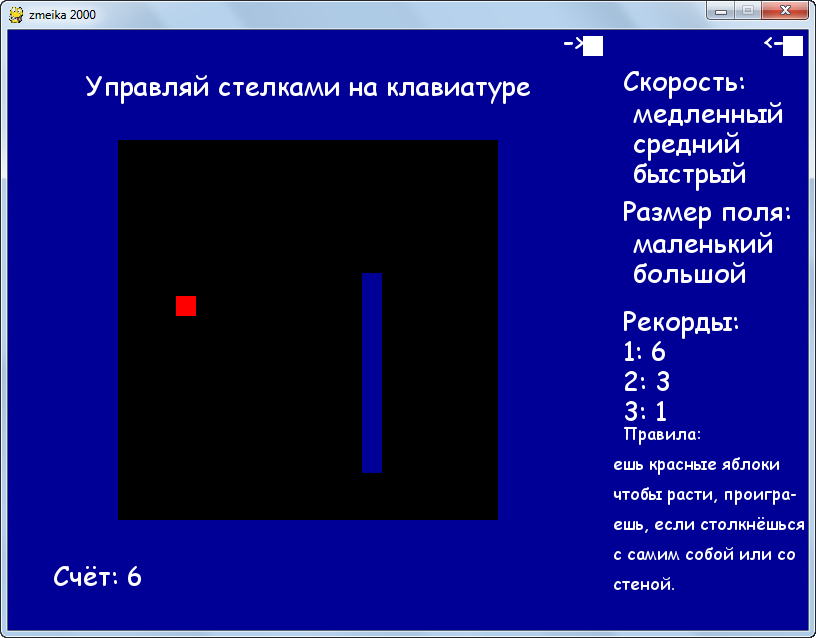 zmeika 2000
->
<-
Управляй стелками на клавиатуре
Скорость:
медленный
средний
быстрый
Размер поля:
маленький
большой
Рекорды:
1: 6
2: 3
3: 1
Правила:
ешь красные яблоки
чтобы расти, проигра-
ешь, если столкнёшься
с самим собой или со
стеной.
Счёт: 6